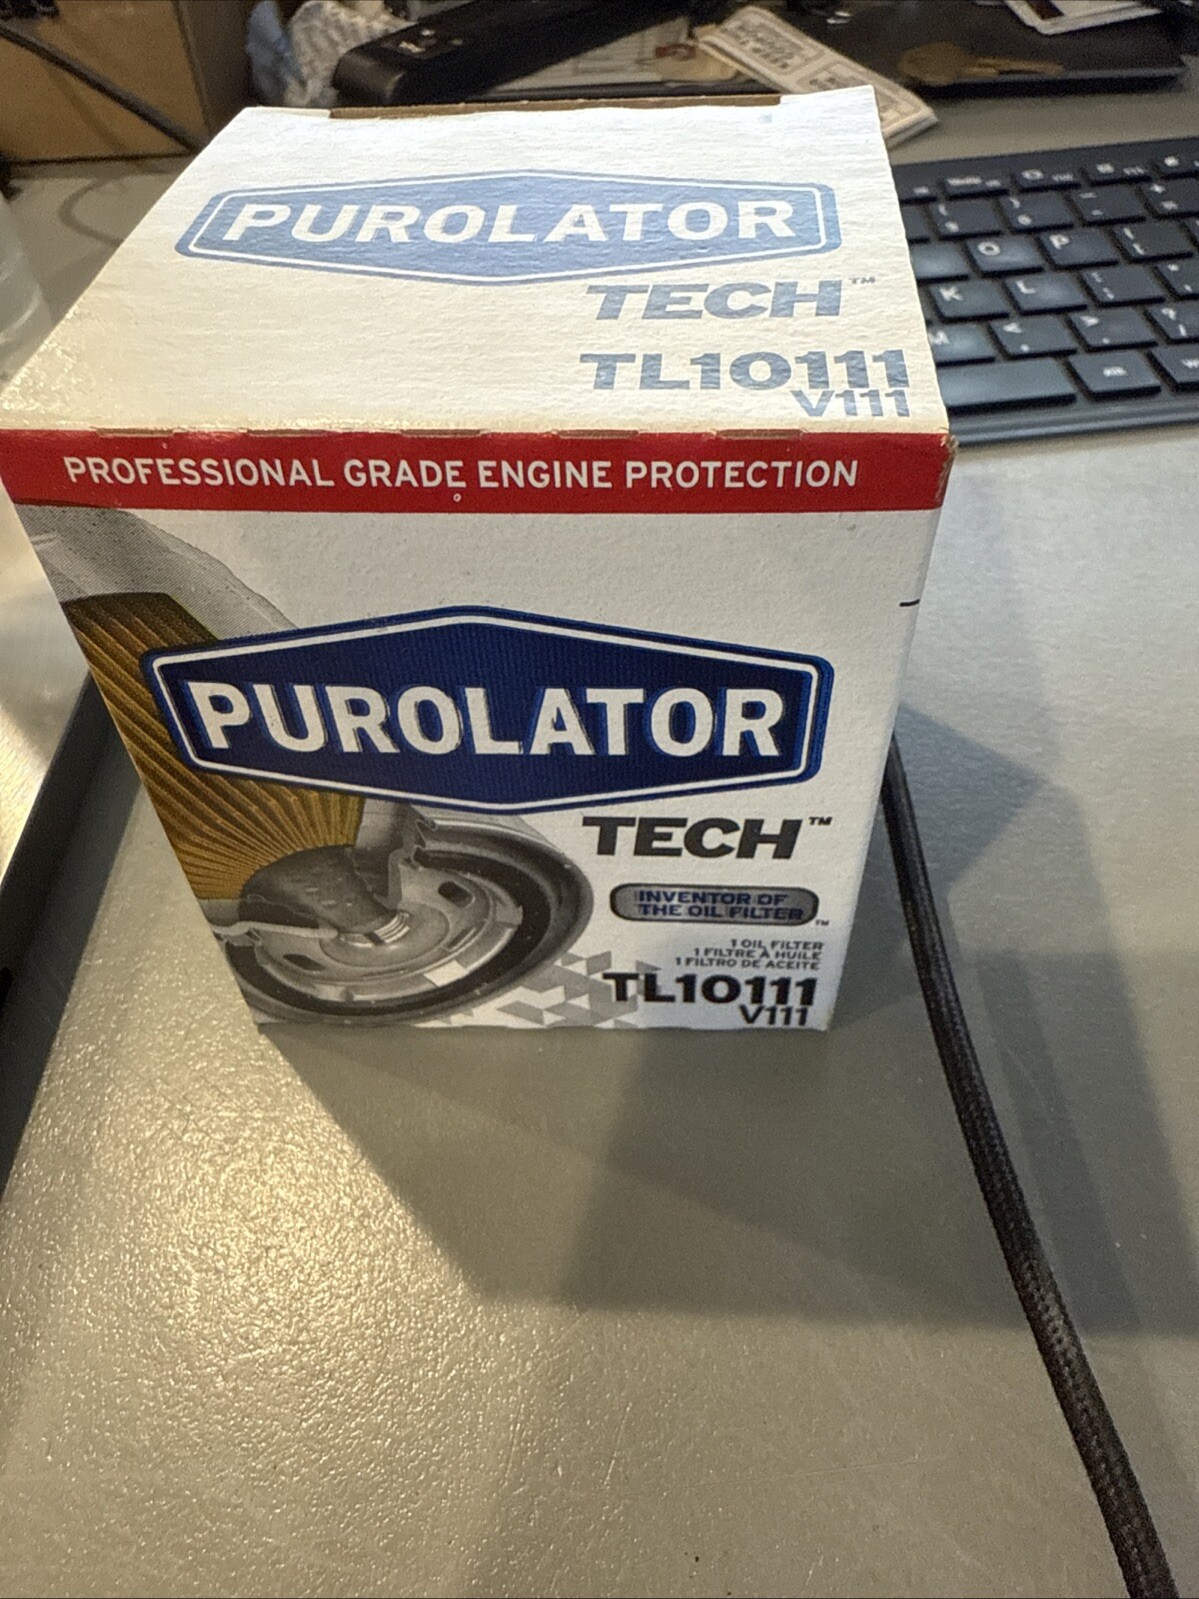 PUROLATOR
TECH™
TL10111
V111
PROFESSIONAL GRADE ENGINE PROTECTION
PUROLATOR
TECH™
INVENTOR OF
THE OIL FILTER™
1 OIL FILTER
1 FILTRE À HUILE
1 FILTRO DE ACEITE
TL10111
V111
O
P
K
L
M